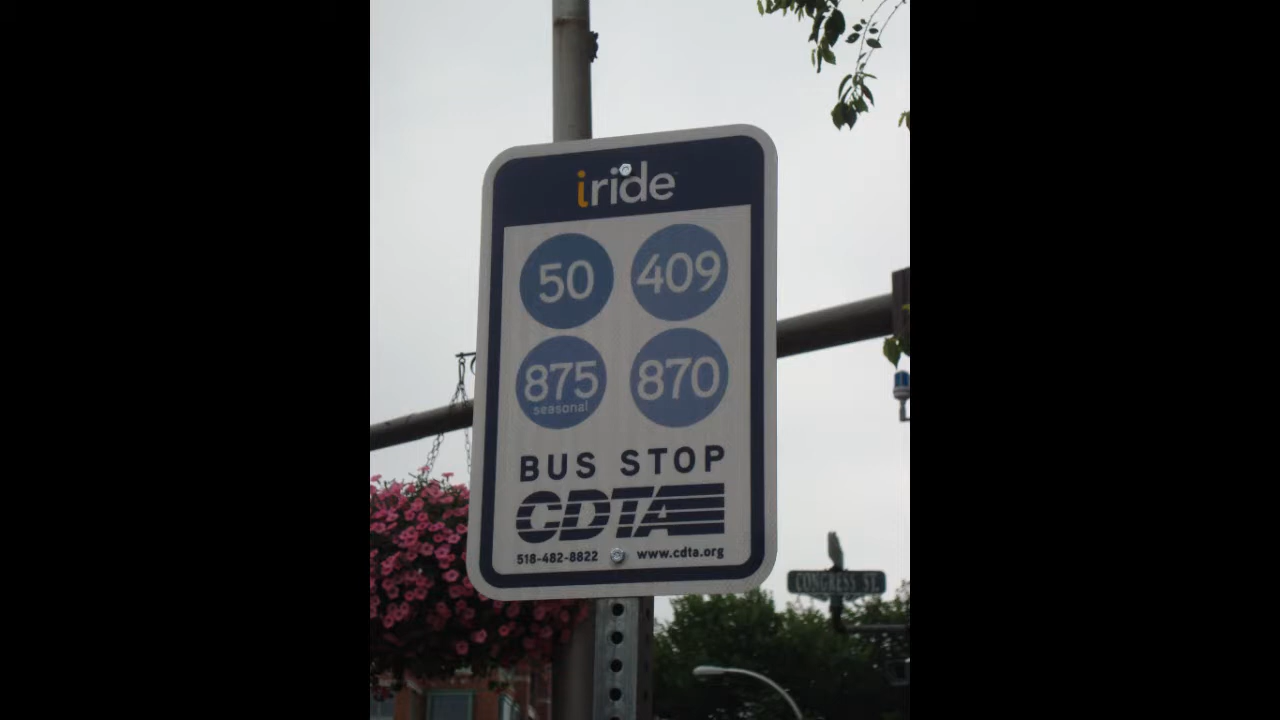 iride
50 409
875 870
seasonal
BUS STOP
CDTA
518-482-8822 www.cdta.org
CONGRESS ST.